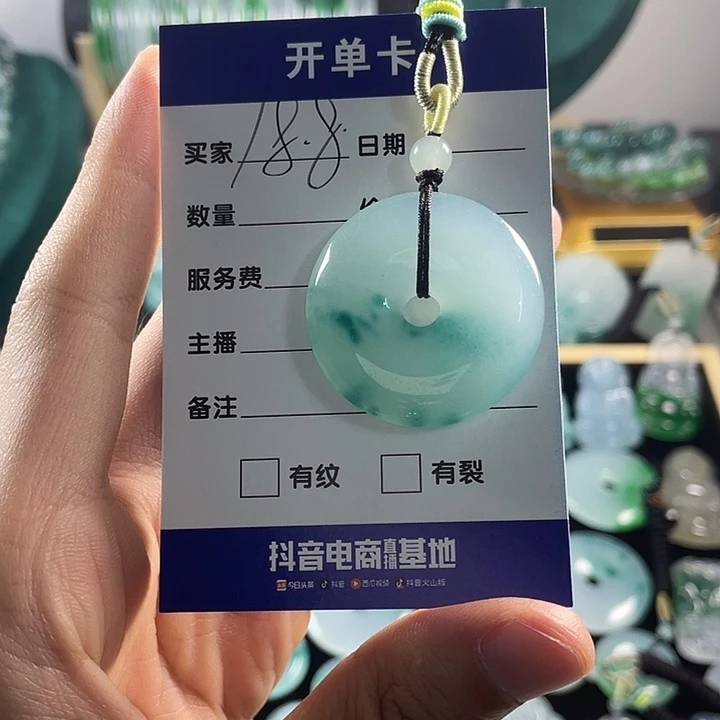 开单卡
买家 18.8. 日期
数量
服务费
主播
备注
有纹 有裂
抖音电商直播基地
今日头条 抖音 西瓜视频 抖音火山版